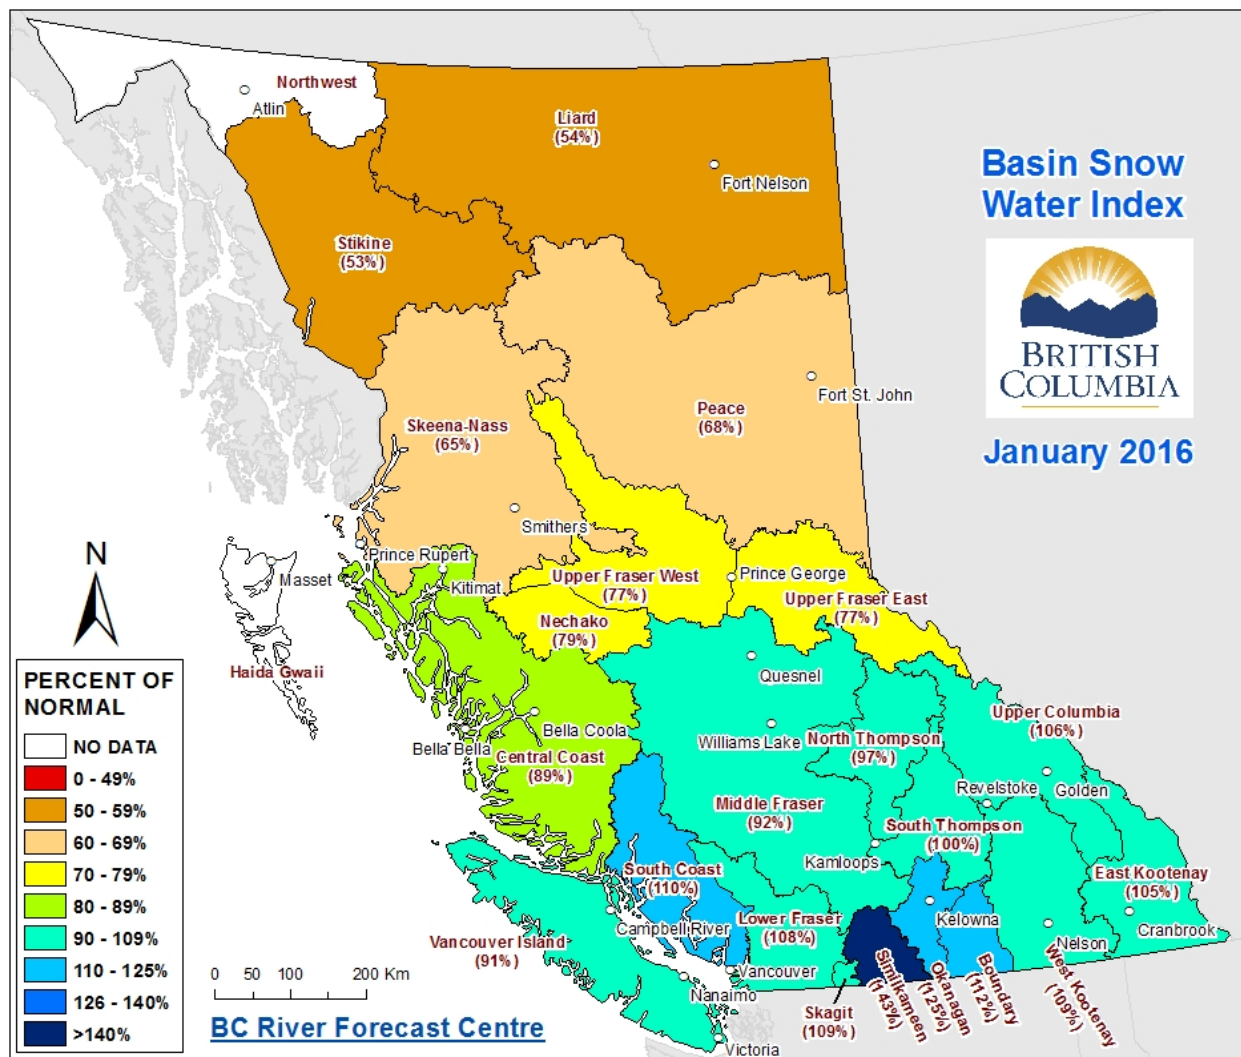 Northwest
Atlin
Liard
(54%)
Fort Nelson
Basin Snow
Water Index
Stikine
(53%)
BRITISH
COLUMBIA
January 2016
Fort St. John
Peace
(68%)
Skeena-Nass
(65%)
Smithers
Prince Rupert
Kitimat
Masset
Haida Gwaii
N
Upper Fraser West
(77%)
Prince George
Upper Fraser East
(77%)
Nechako
(79%)
Quesnel
Williams Lake
Bella Coola
Bella Bella
Central Coast
(89%)
North Thompson
(97%)
Upper Columbia
(106%)
Revelstoke
Golden
Middle Fraser
(92%)
South Thompson
(100%)
Kamloops
South Coast
(110%)
East Kootenay
(105%)
Cranbrook
Kelowna
Nelson
Lower Fraser
(108%)
Campbell River
Vancouver Island
(91%)
Vancouver
Nanaimo
Victoria
Skagit
(109%)
Similkameen
(143%)
Okanagan
(125%)
Boundary
(112%)
West Kootenay
(109%)
PERCENT OF
NORMAL
NO DATA
0 - 49%
50 - 59%
60 - 69%
70 - 79%
80 - 89%
90 - 109%
110 - 125%
126 - 140%
>140%
0 50 100 200 Km
BC River Forecast Centre